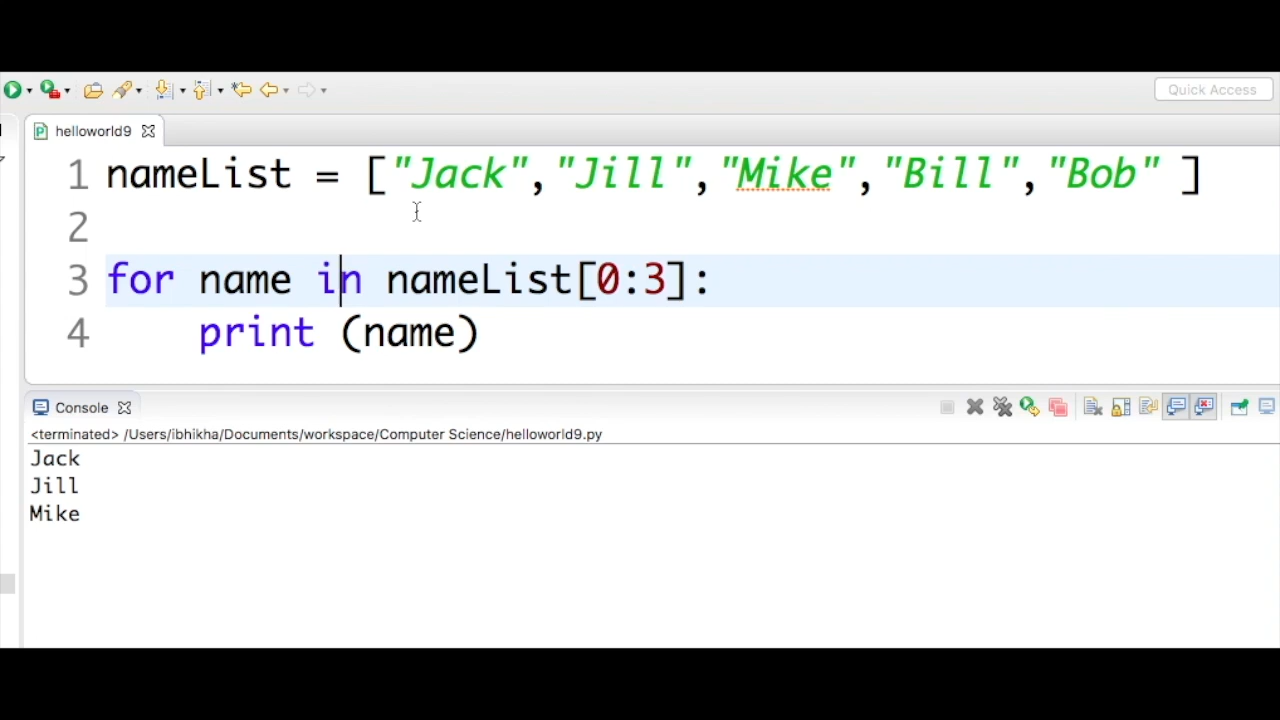 Quick Access
helloworld9
1 nameList = ["Jack","Jill","Mike","Bill","Bob" ]
2
3 for name in nameList[0:3]:
4     print (name)
Console
<terminated> /Users/ibhikha/Documents/workspace/Computer Science/helloworld9.py
Jack
Jill
Mike